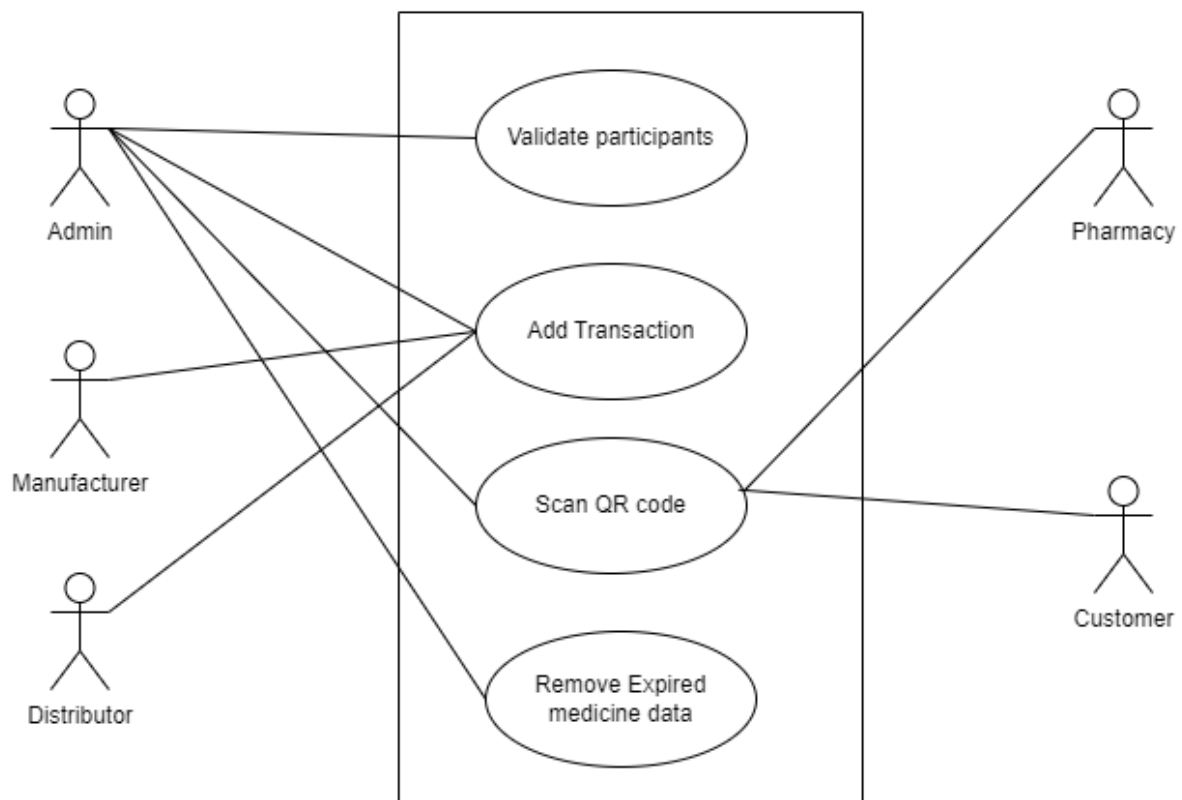 Validate participants
Admin
Pharmacy
Add Transaction
Manufacturer
Scan QR code
Customer
Distributor
Remove Expired
medicine data